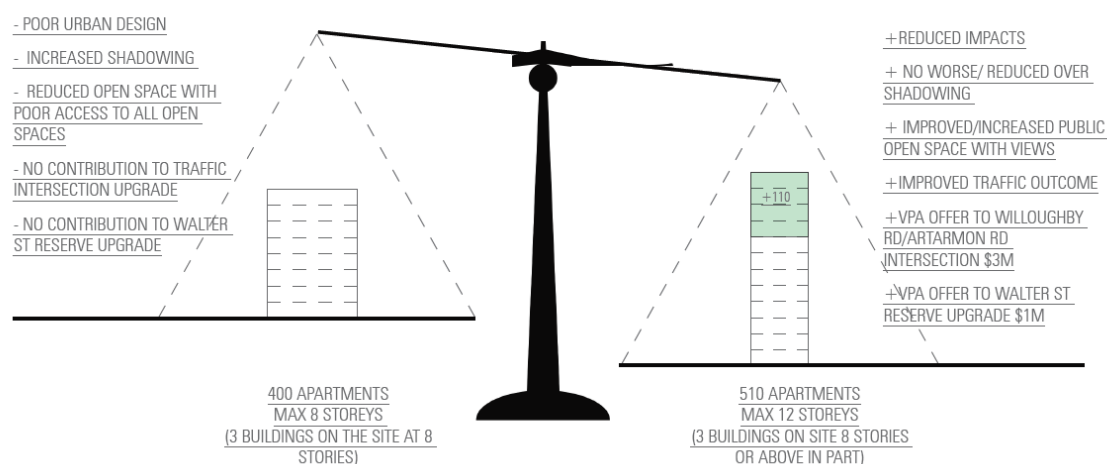 - POOR URBAN DESIGN
- INCREASED SHADOWING
- REDUCED OPEN SPACE WITH
POOR ACCESS TO ALL OPEN
SPACES
- NO CONTRIBUTION TO TRAFFIC
INTERSECTION UPGRADE
- NO CONTRIBUTION TO WALTER
ST RESERVE UPGRADE
400 APARTMENTS
MAX 8 STOREYS
(3 BUILDINGS ON THE SITE AT 8
STORIES)
+REDUCED IMPACTS
+ NO WORSE/ REDUCED OVER
SHADOWING
+ IMPROVED/INCREASED PUBLIC
OPEN SPACE WITH VIEWS
+IMPROVED TRAFFIC OUTCOME
+VPA OFFER TO WILLOUGHBY
RD/ARTARMON RD
INTERSECTION $3M
+VPA OFFER TO WALTER ST
RESERVE UPGRADE $1M
+110
510 APARTMENTS
MAX 12 STOREYS
(3 BUILDINGS ON SITE 8 STORIES
OR ABOVE IN PART)